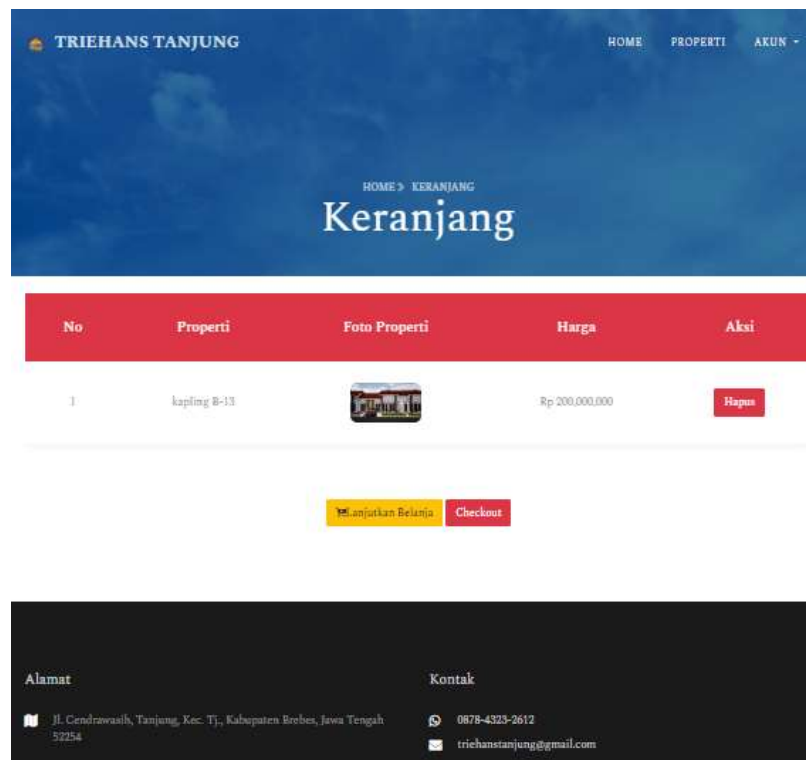 TRIEHANS TANJUNG
HOME PROPERTI AKUN
HOME > KERANJANG
Keranjang
No Properti Foto Properti Harga Aksi
1 kapling B-13 Rp 200,000,000 Hapus
Lanjutkan Belanja Checkout
Alamat
Jl. Cendrawasih, Tanjung, Kec. Tj., Kabupaten Brebes, Jawa Tengah
52254
Kontak
0878-4323-2612
triehanstanjung@gmail.com